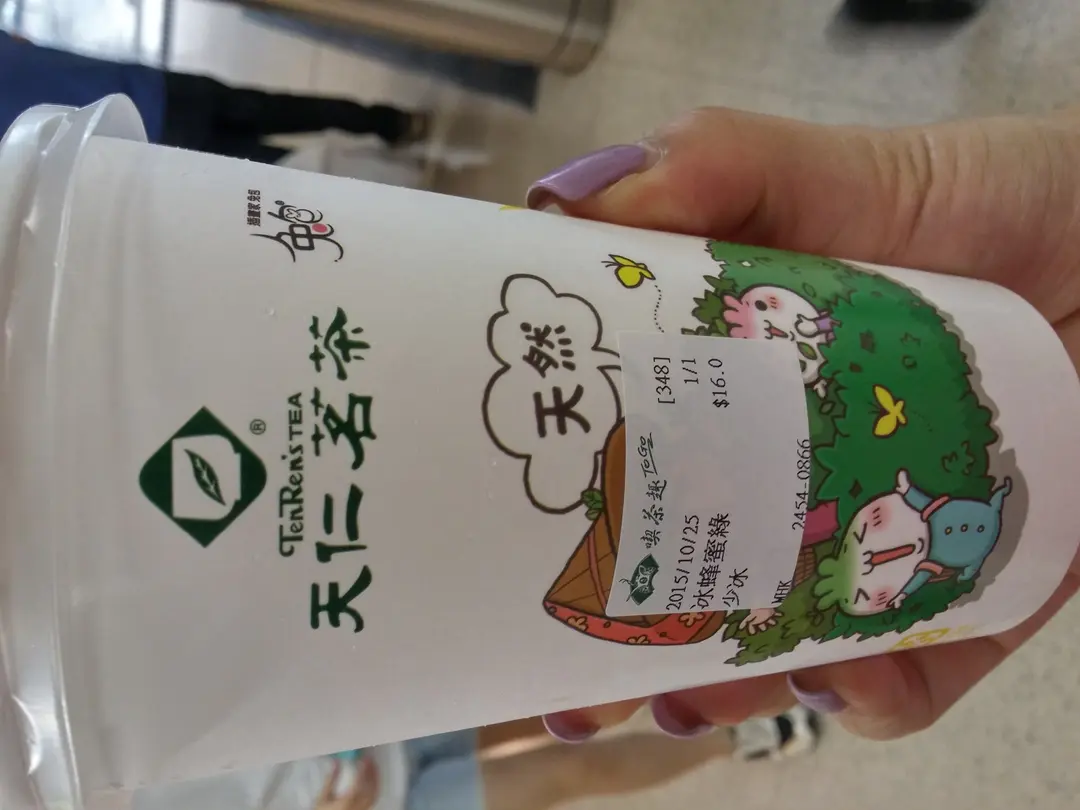 ®
TenRen's TEA
天仁茗茶
天然
喫茶趣 ToGo
[348]
2015/10/25 1/1
冰蜂蜜綠 $16.0
少冰
2454-0866